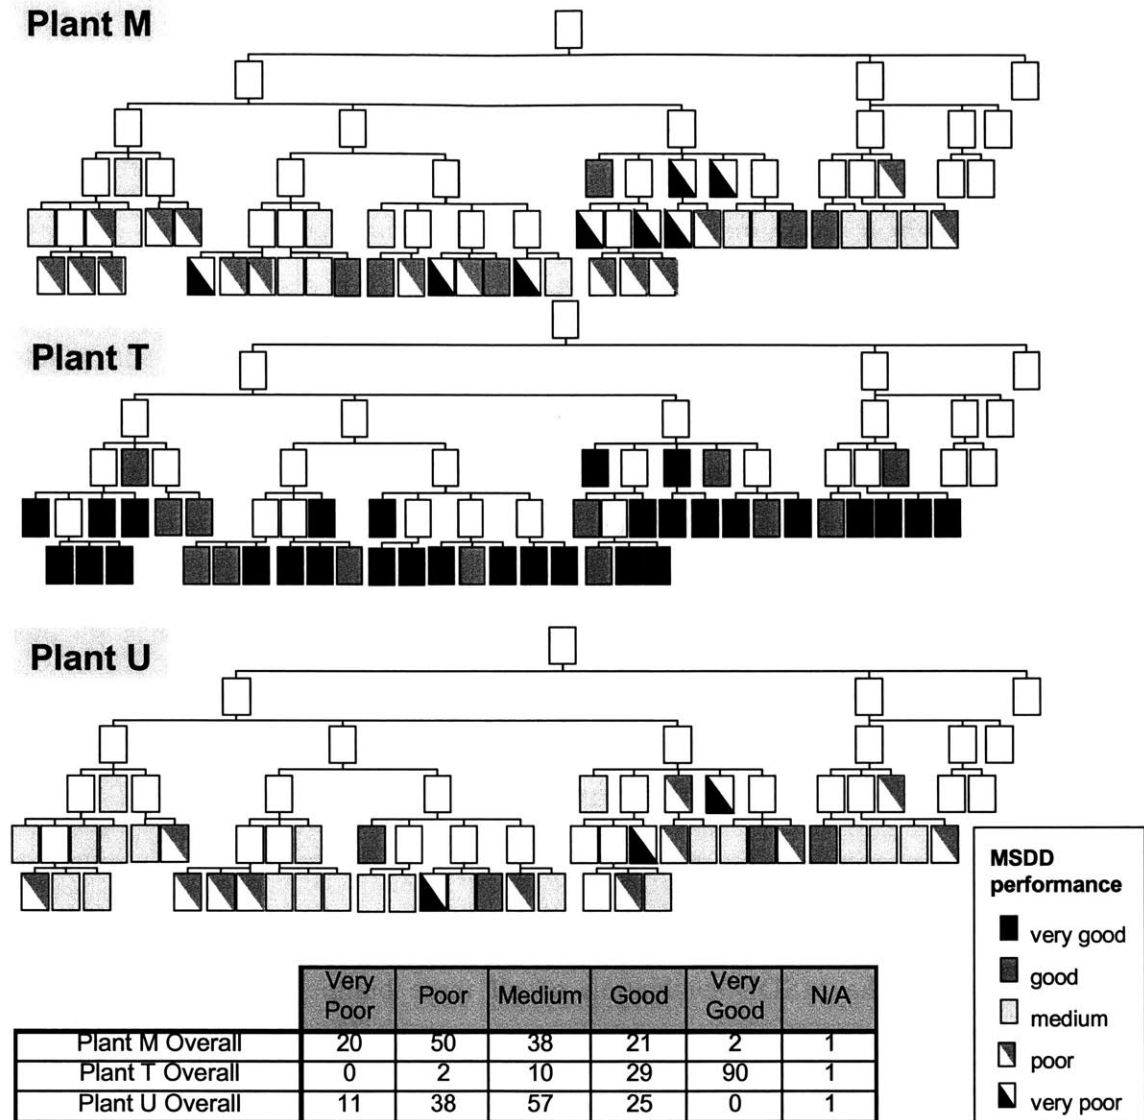 Plant M
Plant T
Plant U
MSDD
performance
very good
good
medium
poor
very poor
Very Poor Poor Medium Good Very Good N/A
Plant M Overall 20 50 38 21 2 1
Plant T Overall 0 2 10 29 90 1
Plant U Overall 11 38 57 25 0 1